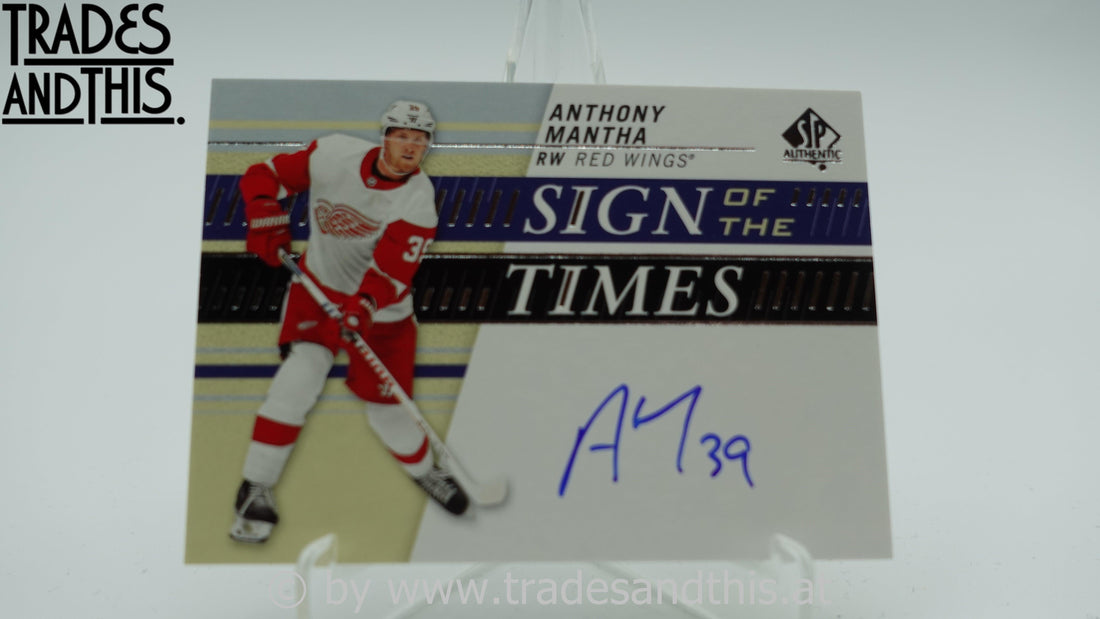 TRADES
ANDTHIS.
ANTHONY
MANTHA
RW RED WINGS®
SP
AUTHENTIC
SIGN OF THE
TIMES
39
© by www.tradesandthis.at